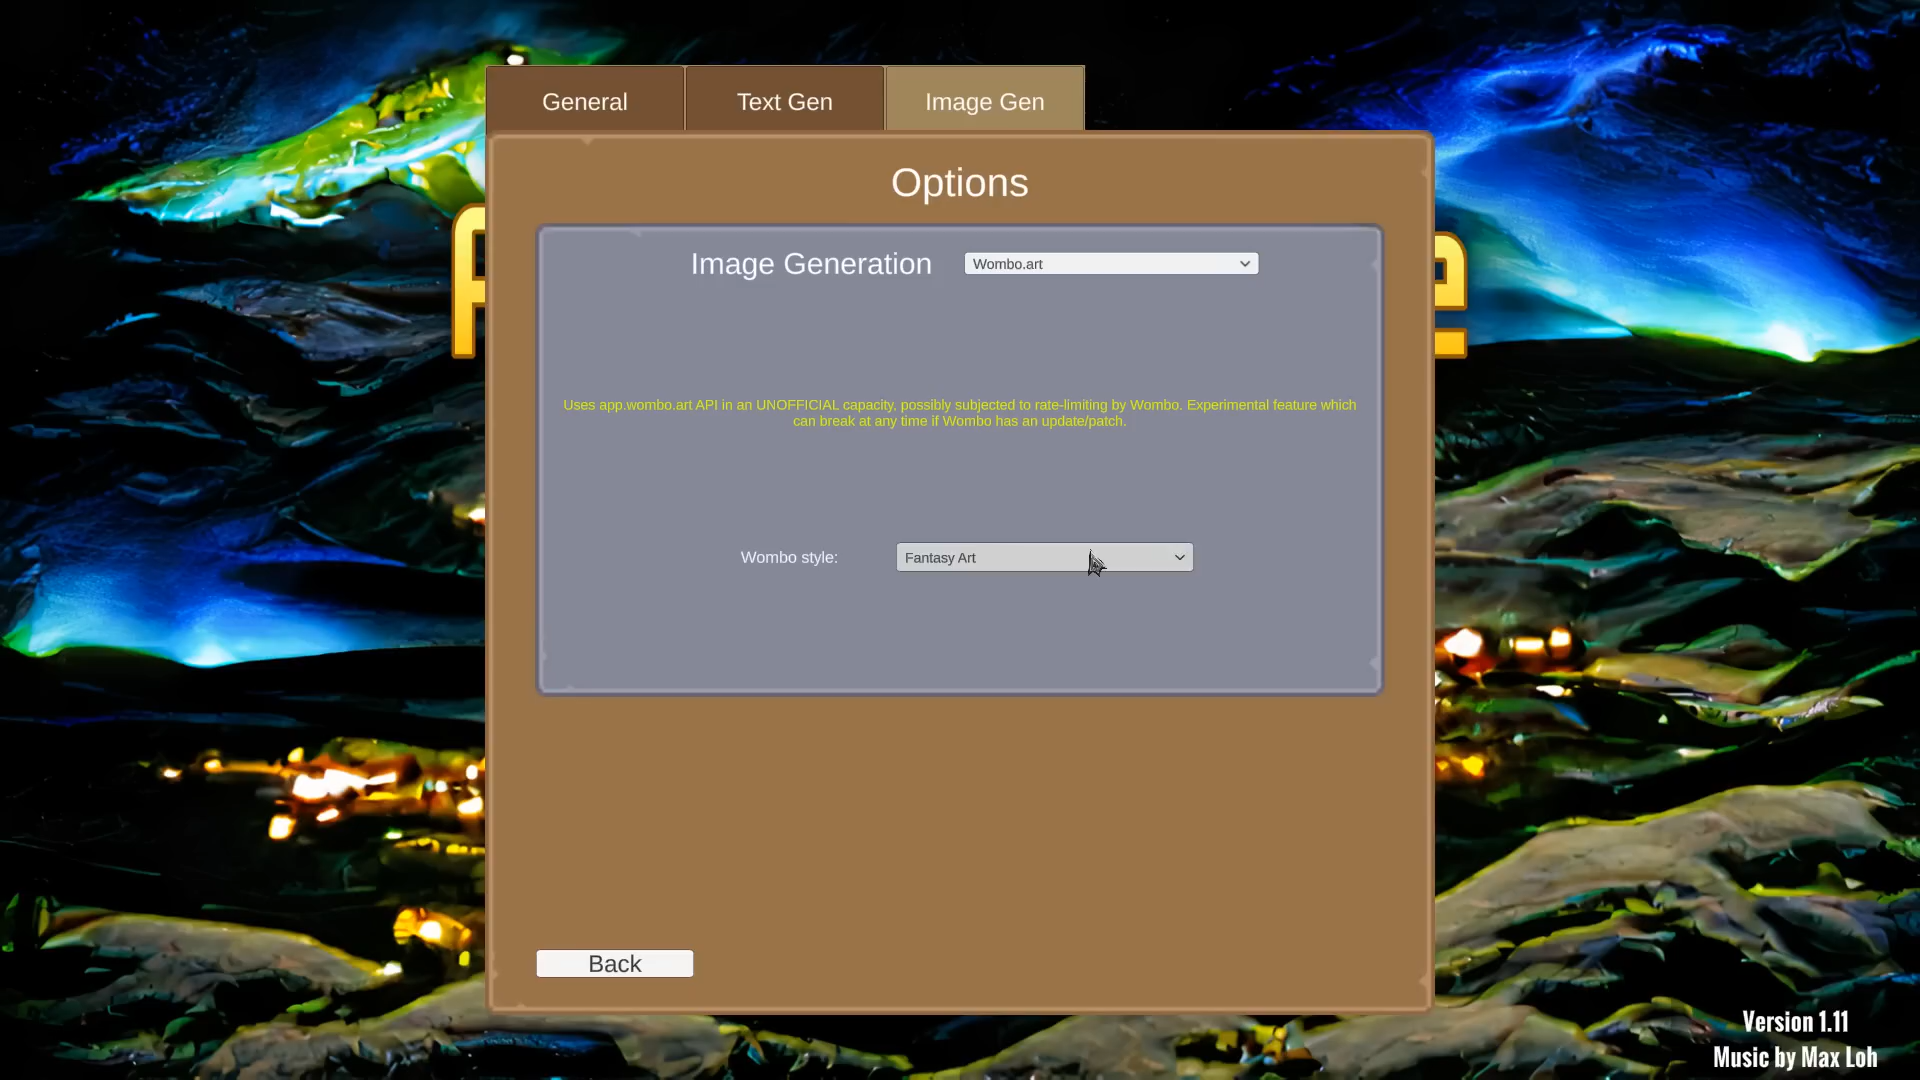 General
Text Gen
Image Gen
Options
Image Generation
Wombo.art
Uses app.wombo.art API in an UNOFFICIAL capacity, possibly subjected to rate-limiting by Wombo. Experimental feature which
can break at any time if Wombo has an update/patch.
Wombo style:
Fantasy Art
Back
Version 1.11
Music by Max Loh